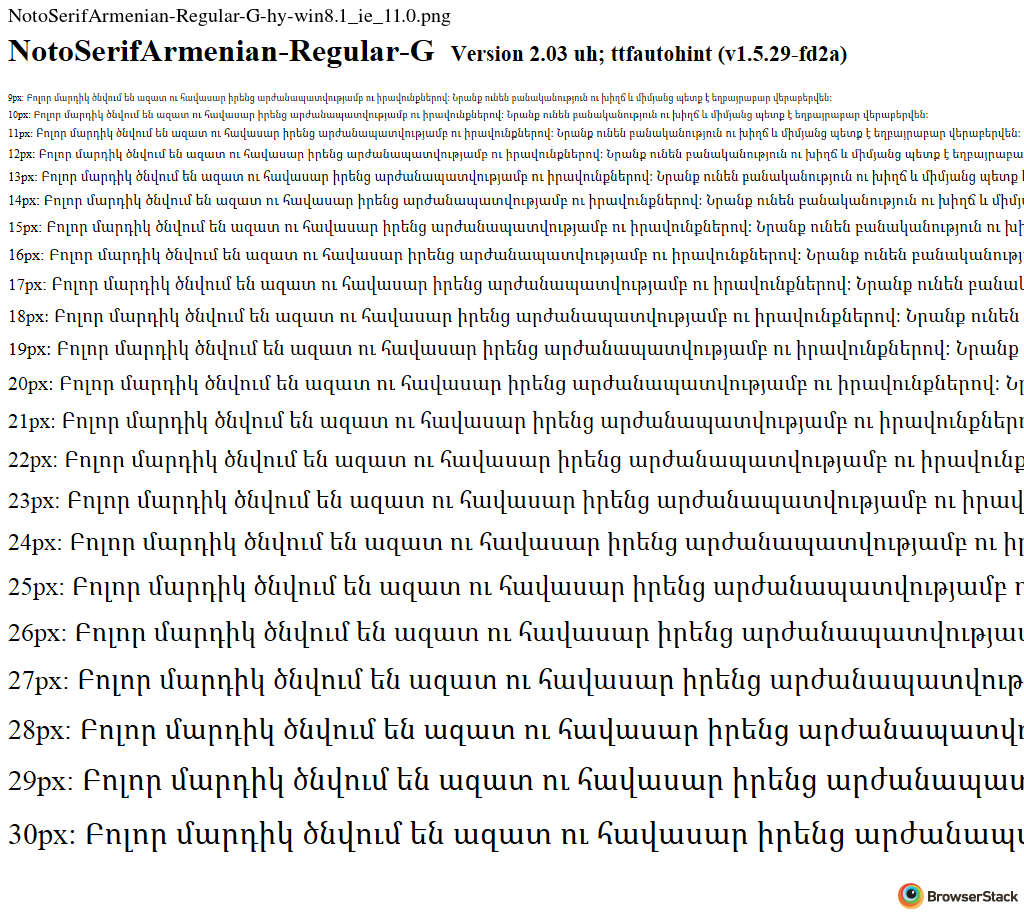 NotoSerifArmenian-Regular-G-hy-win8.1_ie_11.0.png
NotoSerifArmenian-Regular-G Version 2.03 uh; ttfautohint (v1.5.29-fd2a)
9px: Բոլոր մարդիկ ծնվում են ազատ ու հավասար իրենց արժանապատվությամբ ու իրավունքներով: Նրանք ունեն բանականություն ու խիղճ և միմյանց պետք է եղբայրաբար վերաբերվեն:
10px: Բոլոր մարդիկ ծնվում են ազատ ու հավասար իրենց արժանապատվությամբ ու իրավունքներով: Նրանք ունեն բանականություն ու խիղճ և միմյանց պետք է եղբայրաբար վերաբերվեն:
11px: Բոլոր մարդիկ ծնվում են ազատ ու հավասար իրենց արժանապատվությամբ ու իրավունքներով: Նրանք ունեն բանականություն ու խիղճ և միմյանց պետք է եղբայրաբար վերաբերվեն:
12px: Բոլոր մարդիկ ծնվում են ազատ ու հավասար իրենց արժանապատվությամբ ու իրավունքներով: Նրանք ունեն բանականություն ու խիղճ և միմյանց պետք է եղբայրաբա
13px: Բոլոր մարդիկ ծնվում են ազատ ու հավասար իրենց արժանապատվությամբ ու իրավունքներով: Նրանք ունեն բանականություն ու խիղճ և միմյանց պետք
14px: Բոլոր մարդիկ ծնվում են ազատ ու հավասար իրենց արժանապատվությամբ ու իրավունքներով: Նրանք ունեն բանականություն ու խիղճ և միմյ
15px: Բոլոր մարդիկ ծնվում են ազատ ու հավասար իրենց արժանապատվությամբ ու իրավունքներով: Նրանք ունեն բանականություն ու խի
16px: Բոլոր մարդիկ ծնվում են ազատ ու հավասար իրենց արժանապատվությամբ ու իրավունքներով: Նրանք ունեն բանականությ
17px: Բոլոր մարդիկ ծնվում են ազատ ու հավասար իրենց արժանապատվությամբ ու իրավունքներով: Նրանք ունեն բանակ
18px: Բոլոր մարդիկ ծնվում են ազատ ու հավասար իրենց արժանապատվությամբ ու իրավունքներով: Նրանք ունեն
19px: Բոլոր մարդիկ ծնվում են ազատ ու հավասար իրենց արժանապատվությամբ ու իրավունքներով: Նրանք
20px: Բոլոր մարդիկ ծնվում են ազատ ու հավասար իրենց արժանապատվությամբ ու իրավունքներով: Նր
21px: Բոլոր մարդիկ ծնվում են ազատ ու հավասար իրենց արժանապատվությամբ ու իրավունքներո
22px: Բոլոր մարդիկ ծնվում են ազատ ու հավասար իրենց արժանապատվությամբ ու իրավունք
23px: Բոլոր մարդիկ ծնվում են ազատ ու հավասար իրենց արժանապատվությամբ ու իրավ
24px: Բոլոր մարդիկ ծնվում են ազատ ու հավասար իրենց արժանապատվությամբ ու իր
25px: Բոլոր մարդիկ ծնվում են ազատ ու հավասար իրենց արժանապատվությամբ ո
26px: Բոլոր մարդիկ ծնվում են ազատ ու հավասար իրենց արժանապատվությամ
27px: Բոլոր մարդիկ ծնվում են ազատ ու հավասար իրենց արժանապատվութ
28px: Բոլոր մարդիկ ծնվում են ազատ ու հավասար իրենց արժանապատվո
29px: Բոլոր մարդիկ ծնվում են ազատ ու հավասար իրենց արժանապատ
30px: Բոլոր մարդիկ ծնվում են ազատ ու հավասար իրենց արժանապ
BrowserStack